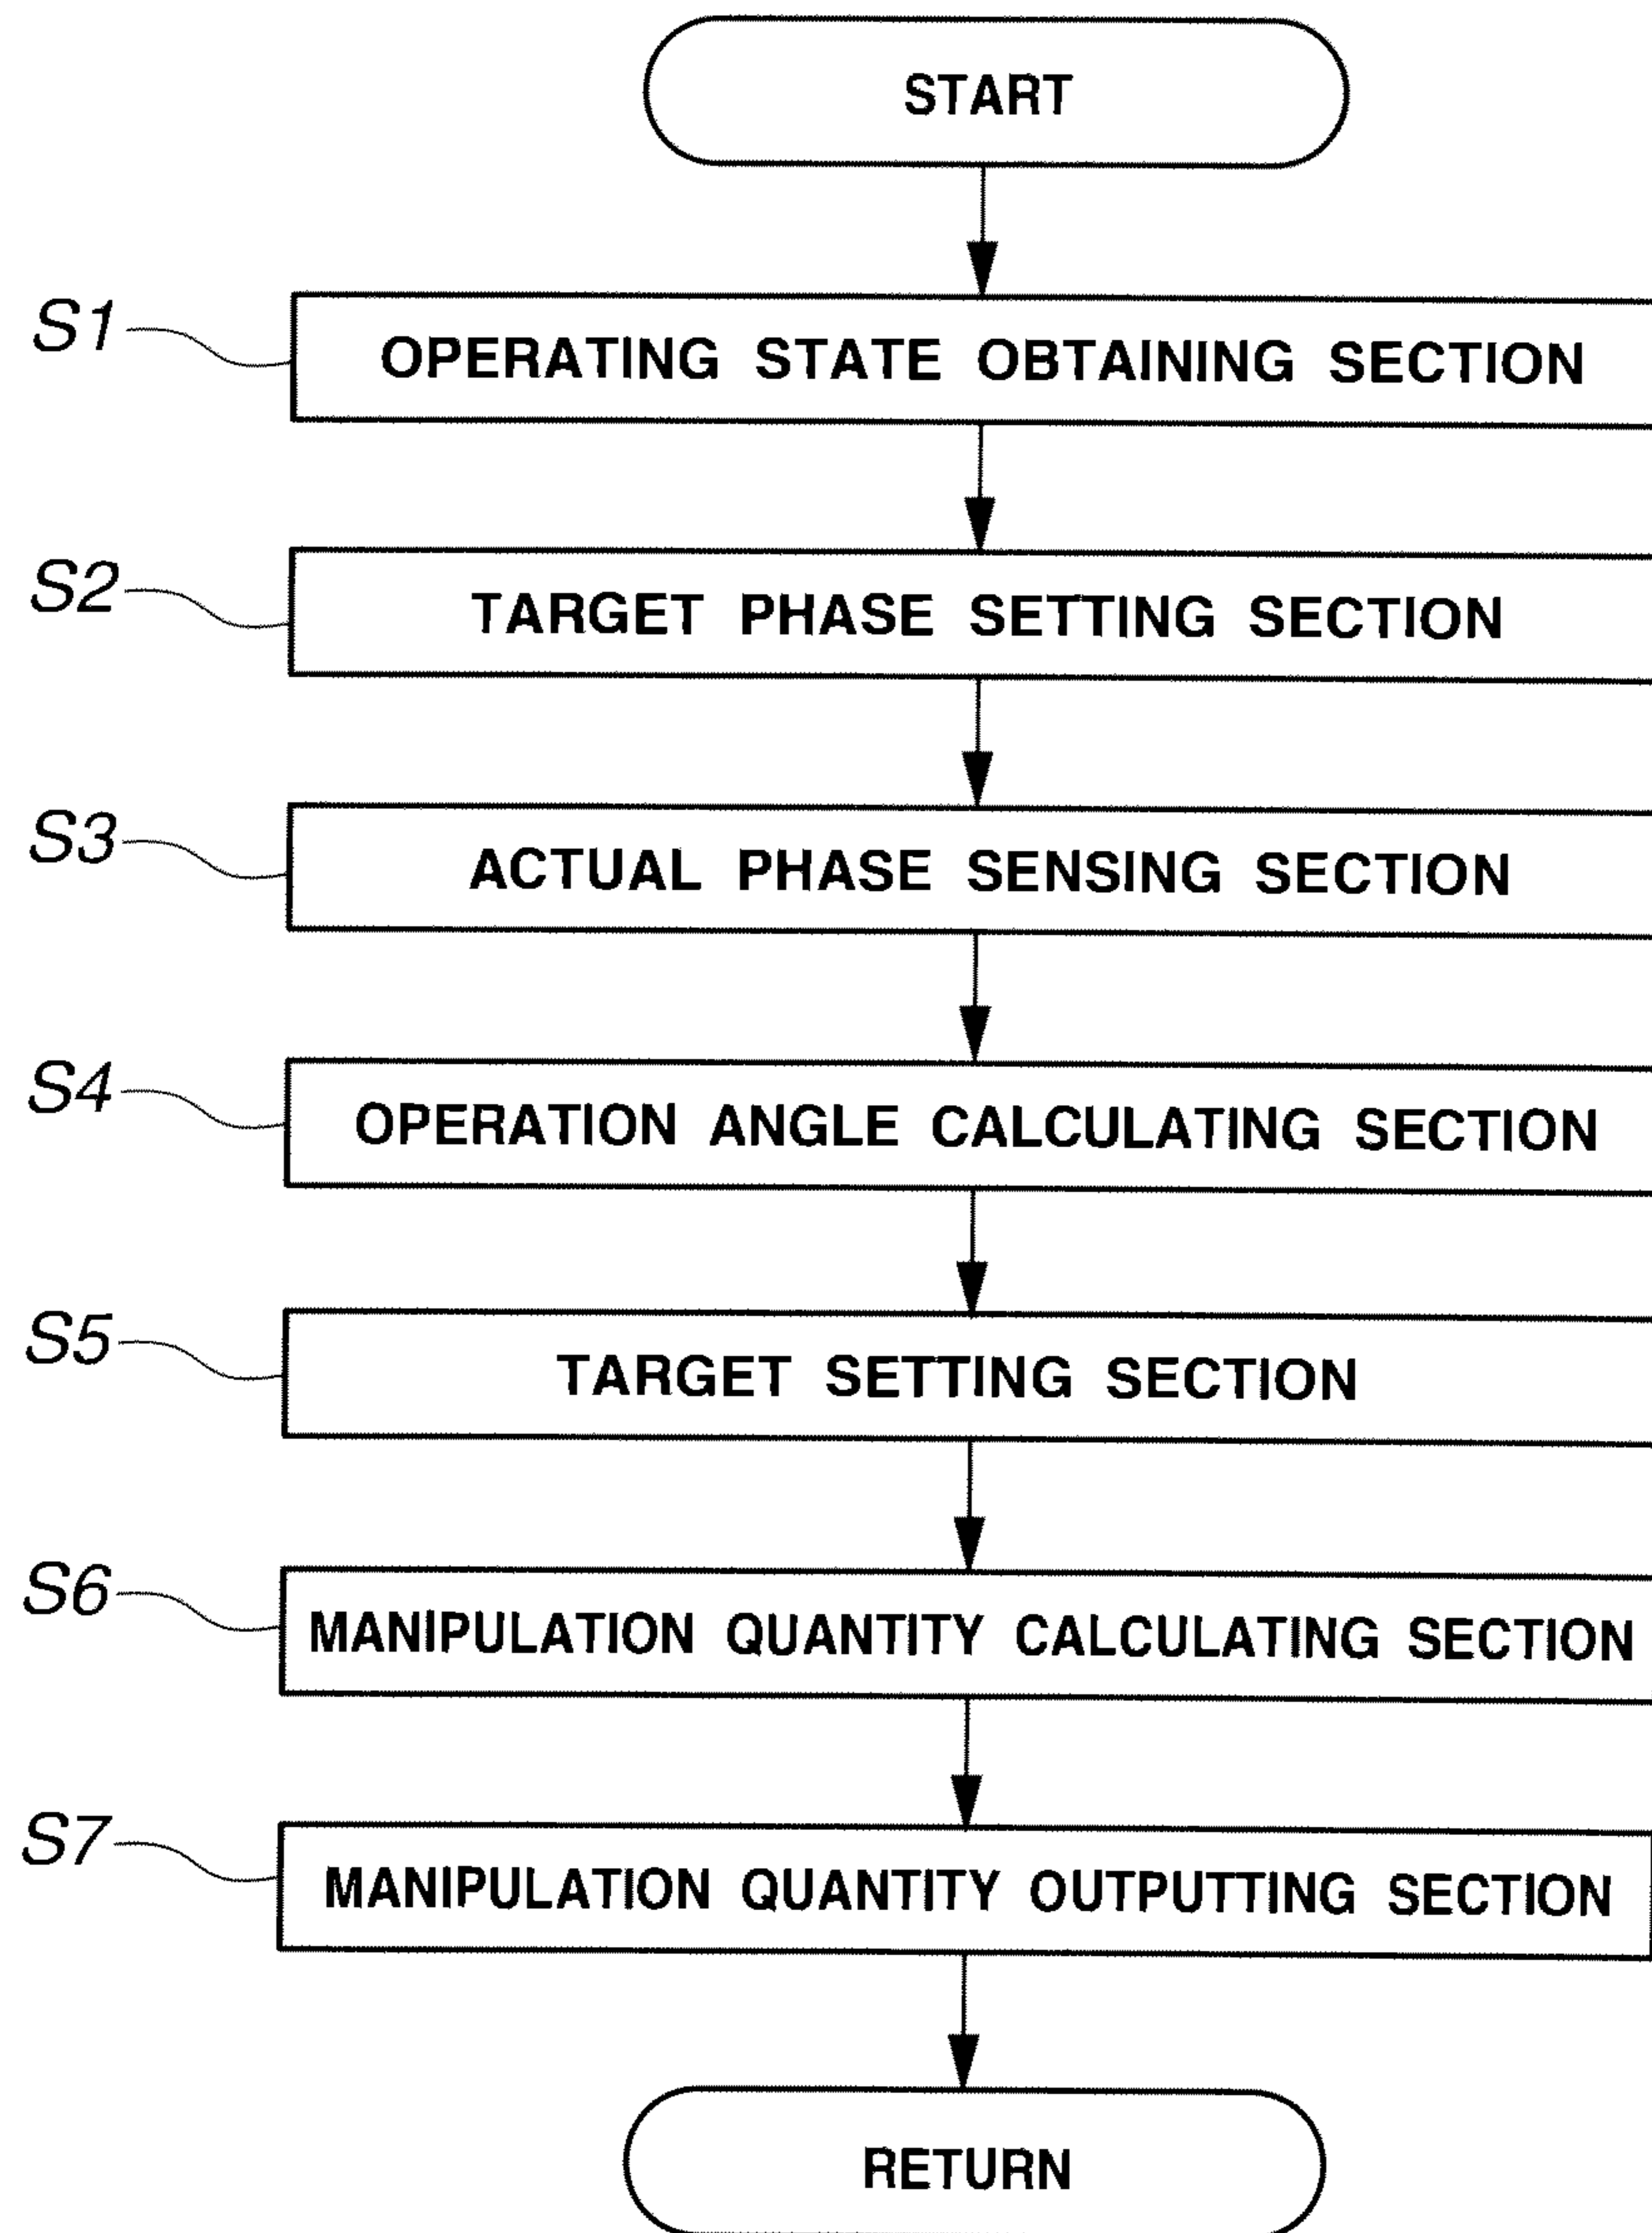 START
S1 OPERATING STATE OBTAINING SECTION
S2 TARGET PHASE SETTING SECTION
S3 ACTUAL PHASE SENSING SECTION
S4 OPERATION ANGLE CALCULATING SECTION
S5 TARGET SETTING SECTION
S6 MANIPULATION QUANTITY CALCULATING SECTION
S7 MANIPULATION QUANTITY OUTPUTTING SECTION
RETURN